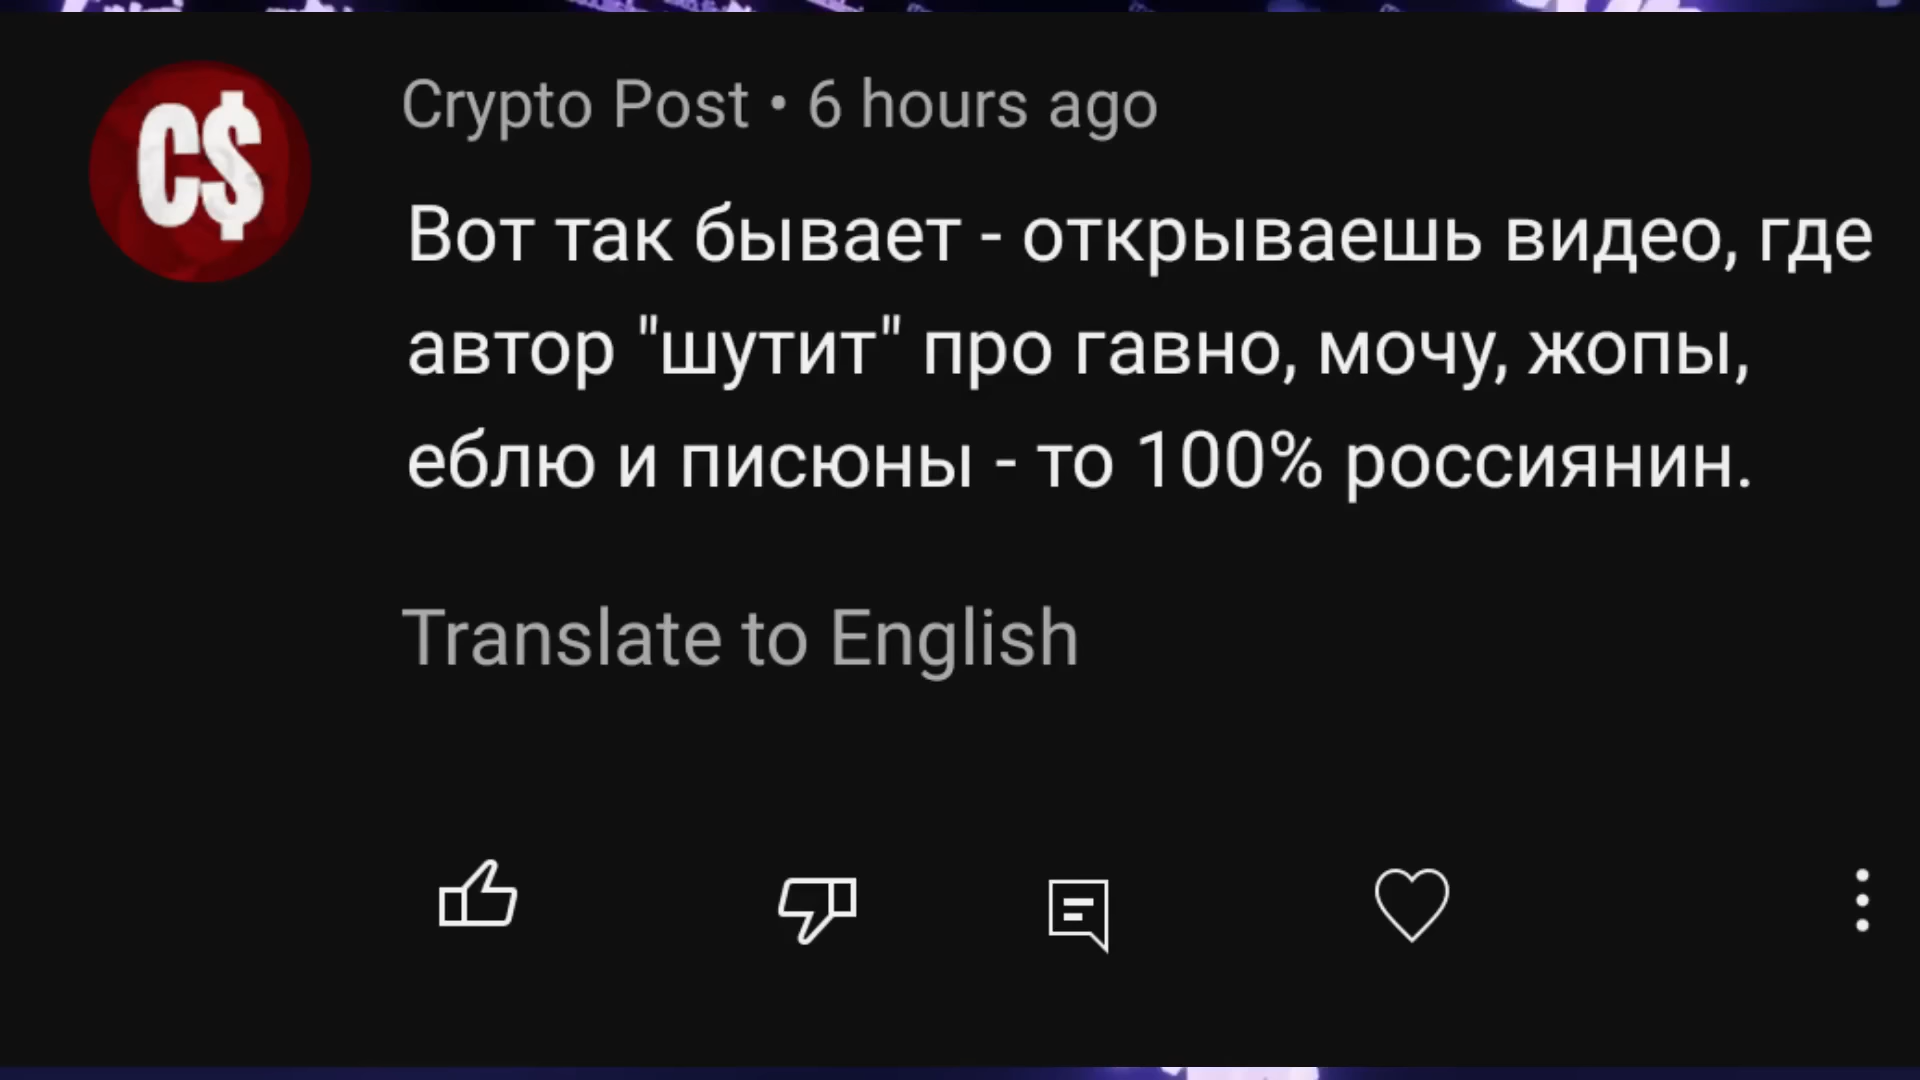 C$
Crypto Post • 6 hours ago
Вот так бывает - открываешь видео, где
автор "шутит" про гавно, мочу, жопы,
еблю и писюны - то 100% россиянин.
Translate to English